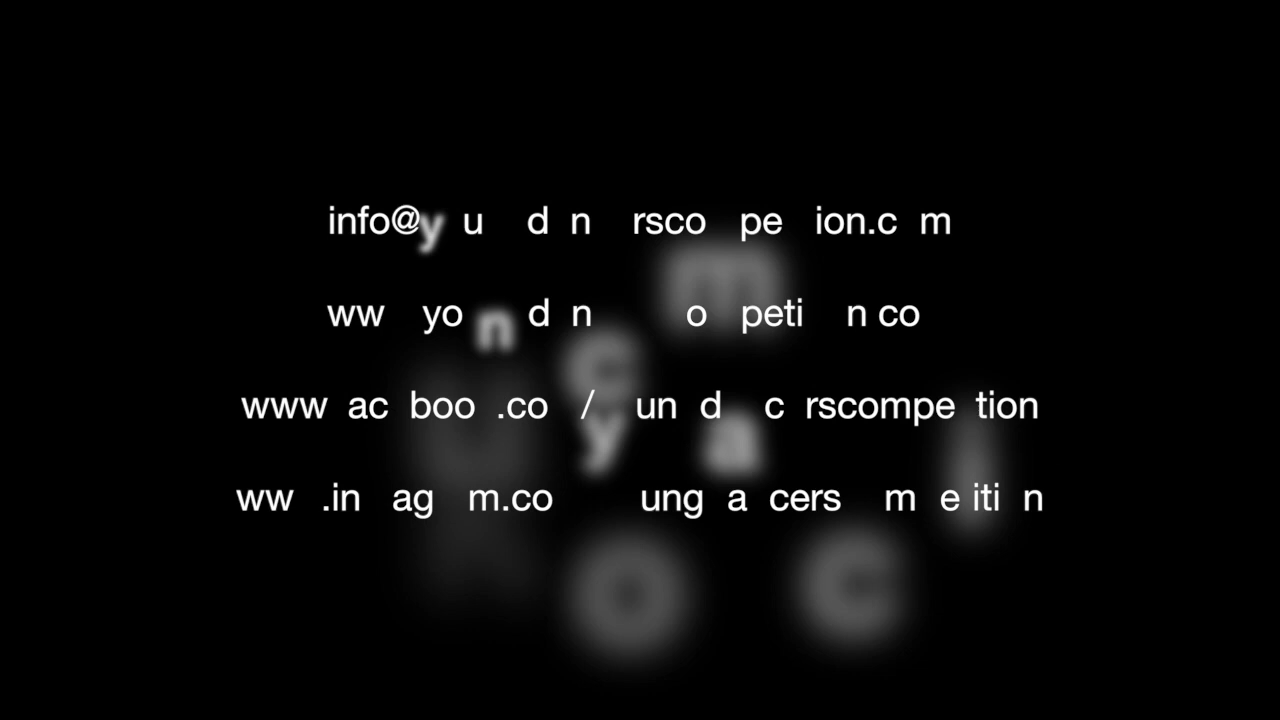 info@y u d n rsco pe ion.c m
ww yo n d n o peti n co
www ac boo .co / un d c rscompe tion
ww .in ag m.co ung a cers m e iti n